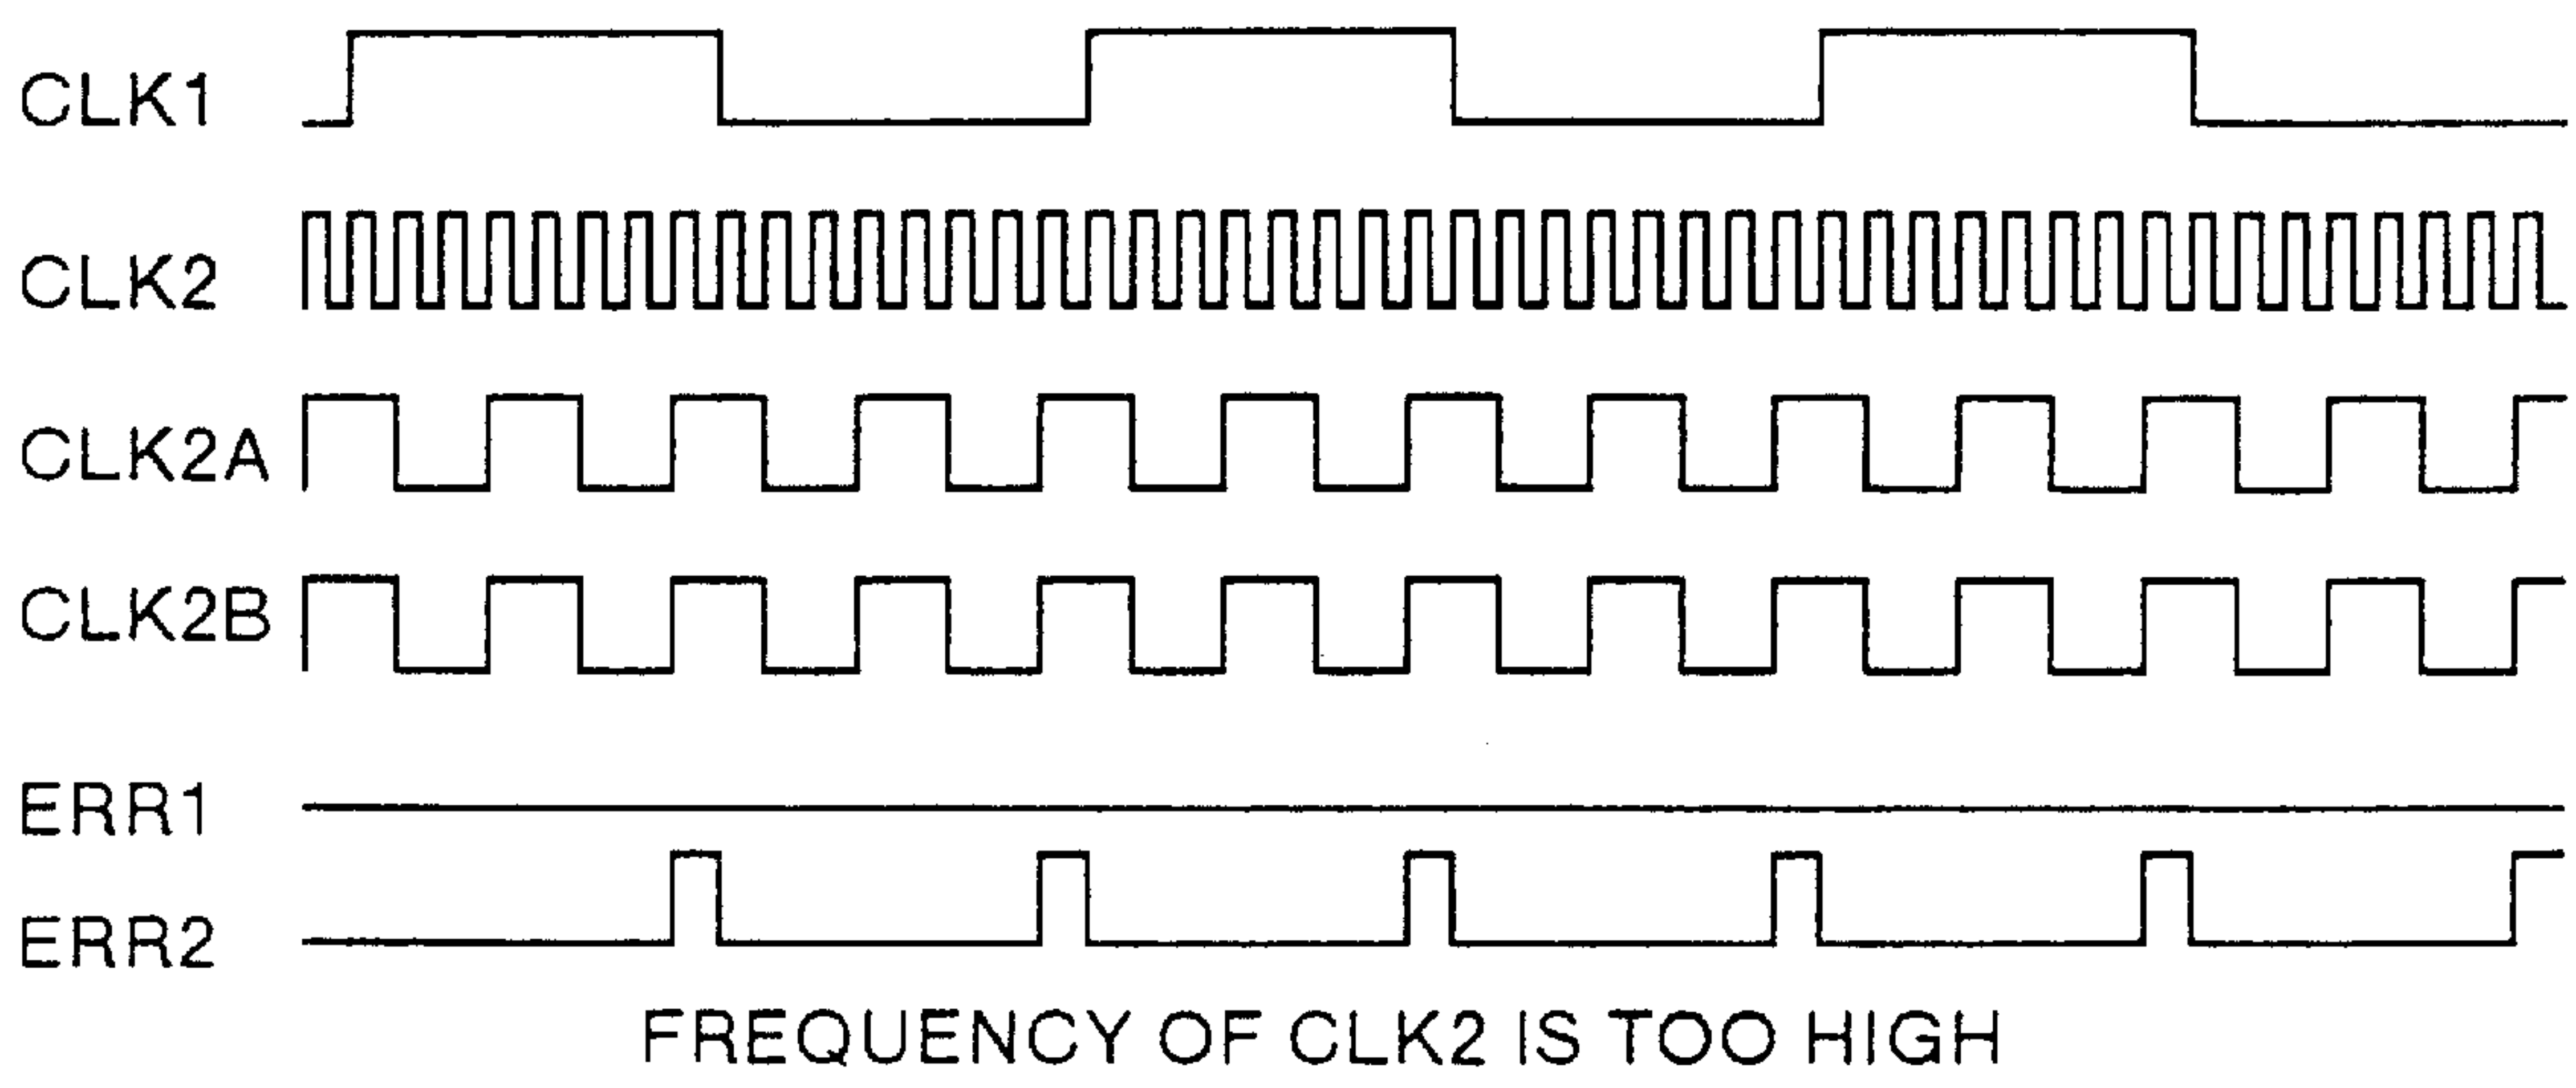 CLK1
CLK2
CLK2A
CLK2B
ERR1
ERR2
FREQUENCY OF CLK2 IS TOO HIGH